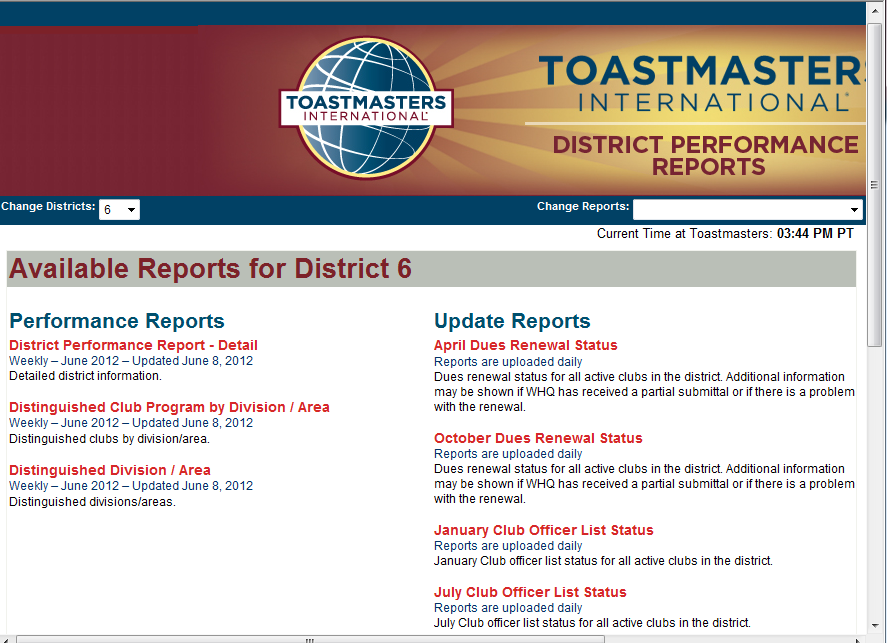 TOASTMASTERS
INTERNATIONAL
TOASTMASTERS
INTERNATIONAL
DISTRICT PERFORMANCE
REPORTS
Change Districts: 6
Change Reports:
Current Time at Toastmasters: 03:44 PM PT
Available Reports for District 6
Performance Reports
District Performance Report - Detail
Weekly – June 2012 – Updated June 8, 2012
Detailed district information.
Distinguished Club Program by Division / Area
Weekly – June 2012 – Updated June 8, 2012
Distinguished clubs by division/area.
Distinguished Division / Area
Weekly – June 2012 – Updated June 8, 2012
Distinguished divisions/areas.
Update Reports
April Dues Renewal Status
Reports are uploaded daily
Dues renewal status for all active clubs in the district. Additional information
may be shown if WHQ has received a partial submittal or if there is a problem
with the renewal.
October Dues Renewal Status
Reports are uploaded daily
Dues renewal status for all active clubs in the district. Additional information
may be shown if WHQ has received a partial submittal or if there is a problem
with the renewal.
January Club Officer List Status
Reports are uploaded daily
January Club officer list status for all active clubs in the district.
July Club Officer List Status
Reports are uploaded daily
July Club Officer list status for all active clubs in the district.